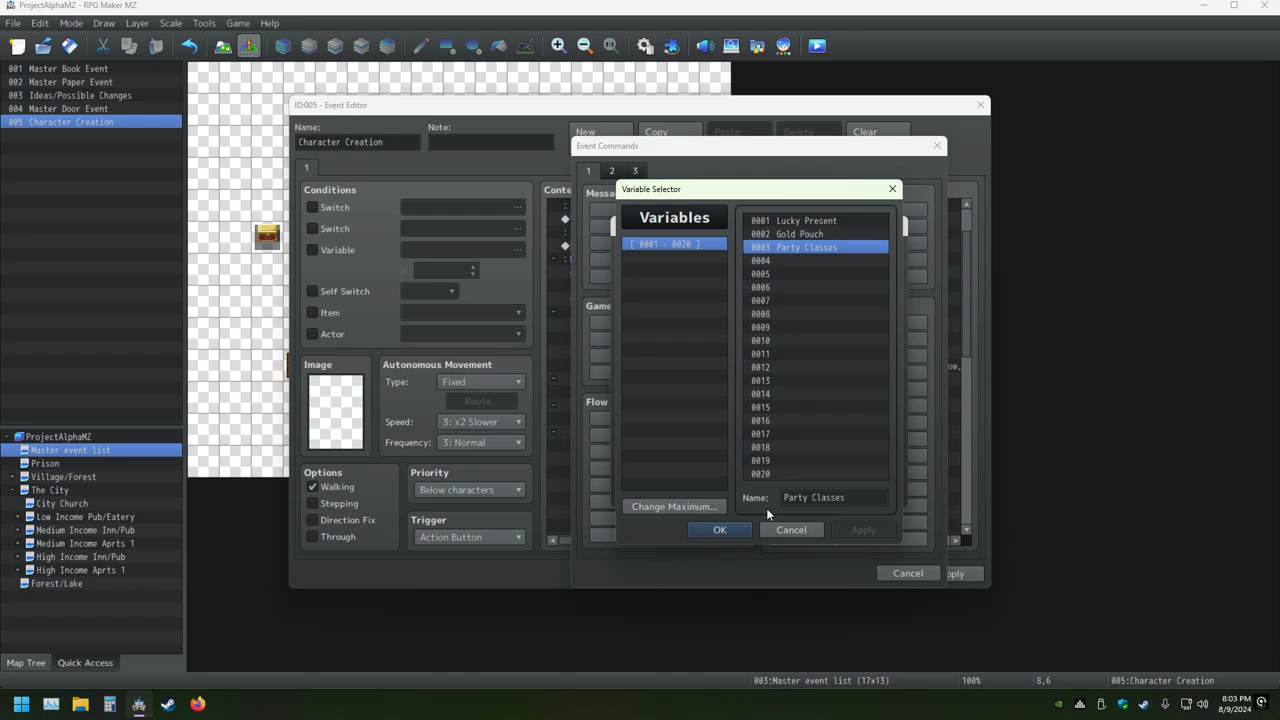 ProjectAlphaMZ - RPG Maker MZ
File Edit Mode Draw Layer Scale Tools Game Help
001 Master Book Event
002 Master Paper Event
003 Ideas/Possible Changes
004 Master Door Event
005 Character Creation
ProjectAlphaMZ
Master event list
Prison
Village/Forest
The City
City Church
Low Income Pub/Eatery
Medium Income Inn/Pub
Medium Income Aprts 1
High Income Inn/Pub
High Income Aprts 1
Forest/Lake
Map Tree Quick Access
ID:005 - Event Editor
Name: Note:
Character Creation
New Copy Paste Delete Clear
1
Conditions
Switch
Switch
Variable
≥
Self Switch
Item
Actor
Image
Autonomous Movement
Type: Fixed
Route...
Speed: 3: x2 Slower
Frequency: 3: Normal
Options
Walking
Stepping
Direction Fix
Through
Priority
Below characters
Trigger
Action Button
Event Commands
1 2 3
Flow
Cancel
Variable Selector
Variables
[ 0001 - 0020 ]
Change Maximum...
0001 Lucky Present
0002 Gold Pouch
0003 Party Classes
0004
0005
0006
0007
0008
0009
0010
0011
0012
0013
0014
0015
0016
0017
0018
0019
0020
Name: Party Classes
OK Cancel Apply
003:Master event list (17x13) 100% 8,6 005:Character Creation
8:03 PM
8/9/2024